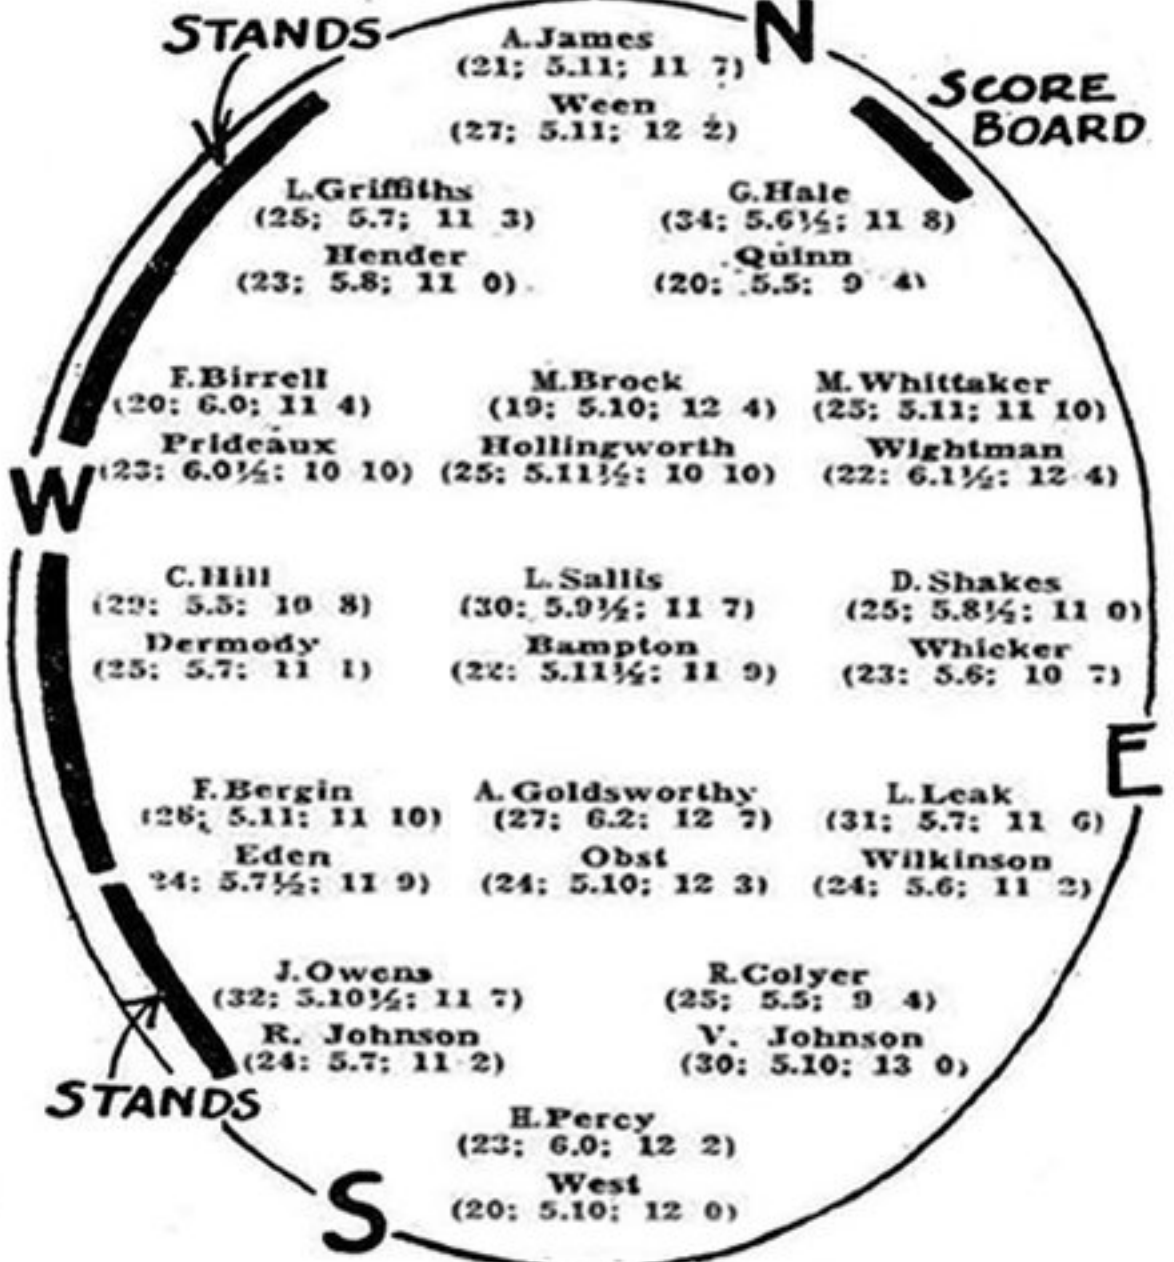 STANDS
N
A.James
(21; 5.11; 11 7)
SCORE
BOARD
Ween
(27; 5.11; 12 2)
L.Griffiths
(25; 5.7; 11 3)
G.Hale
(34; 5.6½; 11 8)
Hender
(23; 5.8; 11 0)
Quinn
(20; 5.5; 9 4)
F.Birrell
(20; 6.0; 11 4)
M.Brock
(19; 5.10; 12 4)
M.Whittaker
(25; 5.11; 11 10)
Prideaux
(23; 6.0½; 10 10)
Hollingworth
(25; 5.11½; 10 10)
Wightman
(22; 6.1½; 12 4)
W
C.Hill
(29; 5.5; 10 8)
L.Sallis
(30; 5.9½; 11 7)
D.Shakes
(25; 5.8½; 11 0)
Dermody
(25; 5.7; 11 1)
Bampton
(22; 5.11½; 11 9)
Whicker
(23; 5.6; 10 7)
E
F.Bergin
5.11; 11 10)
A.Goldsworthy
(27; 6.2; 12 7)
L.Leak
(31; 5.7; 11 6)
Eden
24; 5.7½; 11 9)
Obst
(24; 5.10; 12 3)
Wilkinson
(24; 5.6; 11 2)
J.Owens
(32; 5.10½; 11 7)
R.Colyer
(25; 5.5; 9 4)
R. Johnson
(24; 5.7; 11 2)
V. Johnson
(30; 5.10; 13 0)
STANDS
H.Percy
(23; 6.0; 12 2)
West
(20; 5.10; 12 0)
S